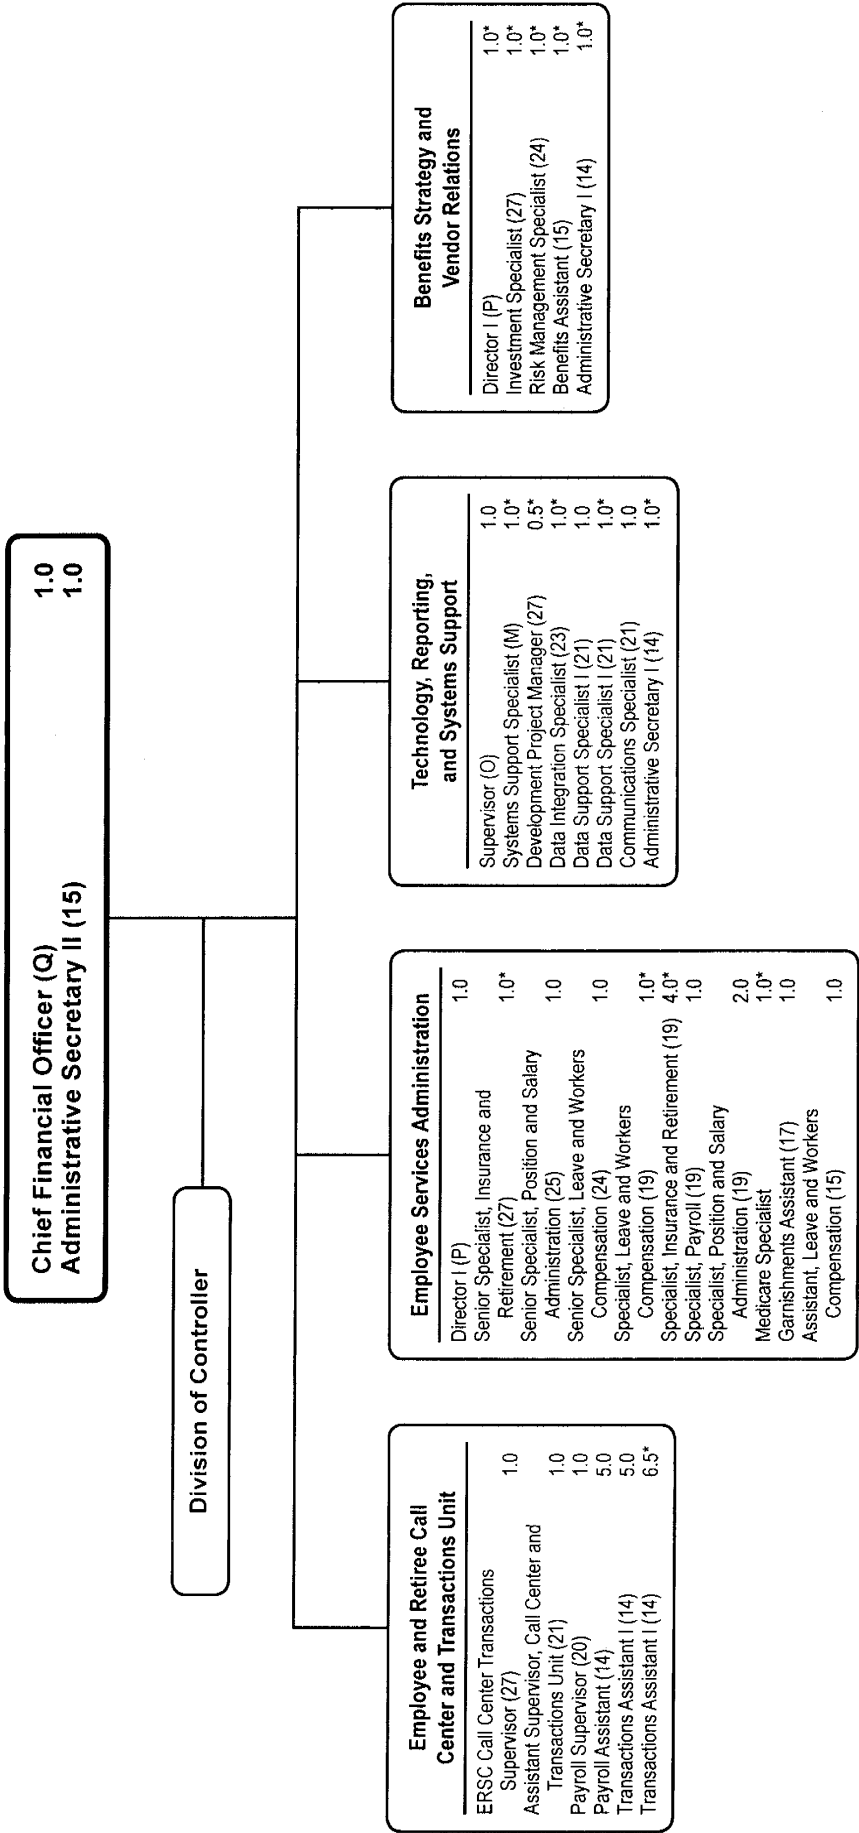 Chief Financial Officer (Q) 1.0
Administrative Secretary II (15) 1.0
Division of Controller
Employee and Retiree Call
Center and Transactions Unit
ERSC Call Center Transactions
Supervisor (27) 1.0
Assistant Supervisor, Call Center and
Transactions Unit (21) 1.0
Payroll Supervisor (20) 1.0
Payroll Assistant (14) 5.0
Transactions Assistant I (14) 5.0
Transactions Assistant I (14) 6.5*
Employee Services Administration
Director I (P) 1.0
Senior Specialist, Insurance and
Retirement (27) 1.0*
Senior Specialist, Position and Salary
Administration (25) 1.0
Senior Specialist, Leave and Workers
Compensation (24) 1.0
Specialist, Leave and Workers
Compensation (19) 1.0*
Specialist, Insurance and Retirement (19) 4.0*
Specialist, Payroll (19) 1.0
Specialist, Position and Salary
Administration (19) 2.0
Medicare Specialist 1.0*
Garnishments Assistant (17) 1.0
Assistant, Leave and Workers
Compensation (15) 1.0
Technology, Reporting,
and Systems Support
Supervisor (O) 1.0
Systems Support Specialist (M) 1.0*
Development Project Manager (27) 0.5*
Data Integration Specialist (23) 1.0*
Data Support Specialist I (21) 1.0
Data Support Specialist I (21) 1.0*
Communications Specialist (21) 1.0
Administrative Secretary I (14) 1.0*
Benefits Strategy and
Vendor Relations
Director I (P) 1.0*
Investment Specialist (27) 1.0*
Risk Management Specialist (24) 1.0*
Benefits Assistant (15) 1.0*
Administrative Secretary I (14) 1.0*